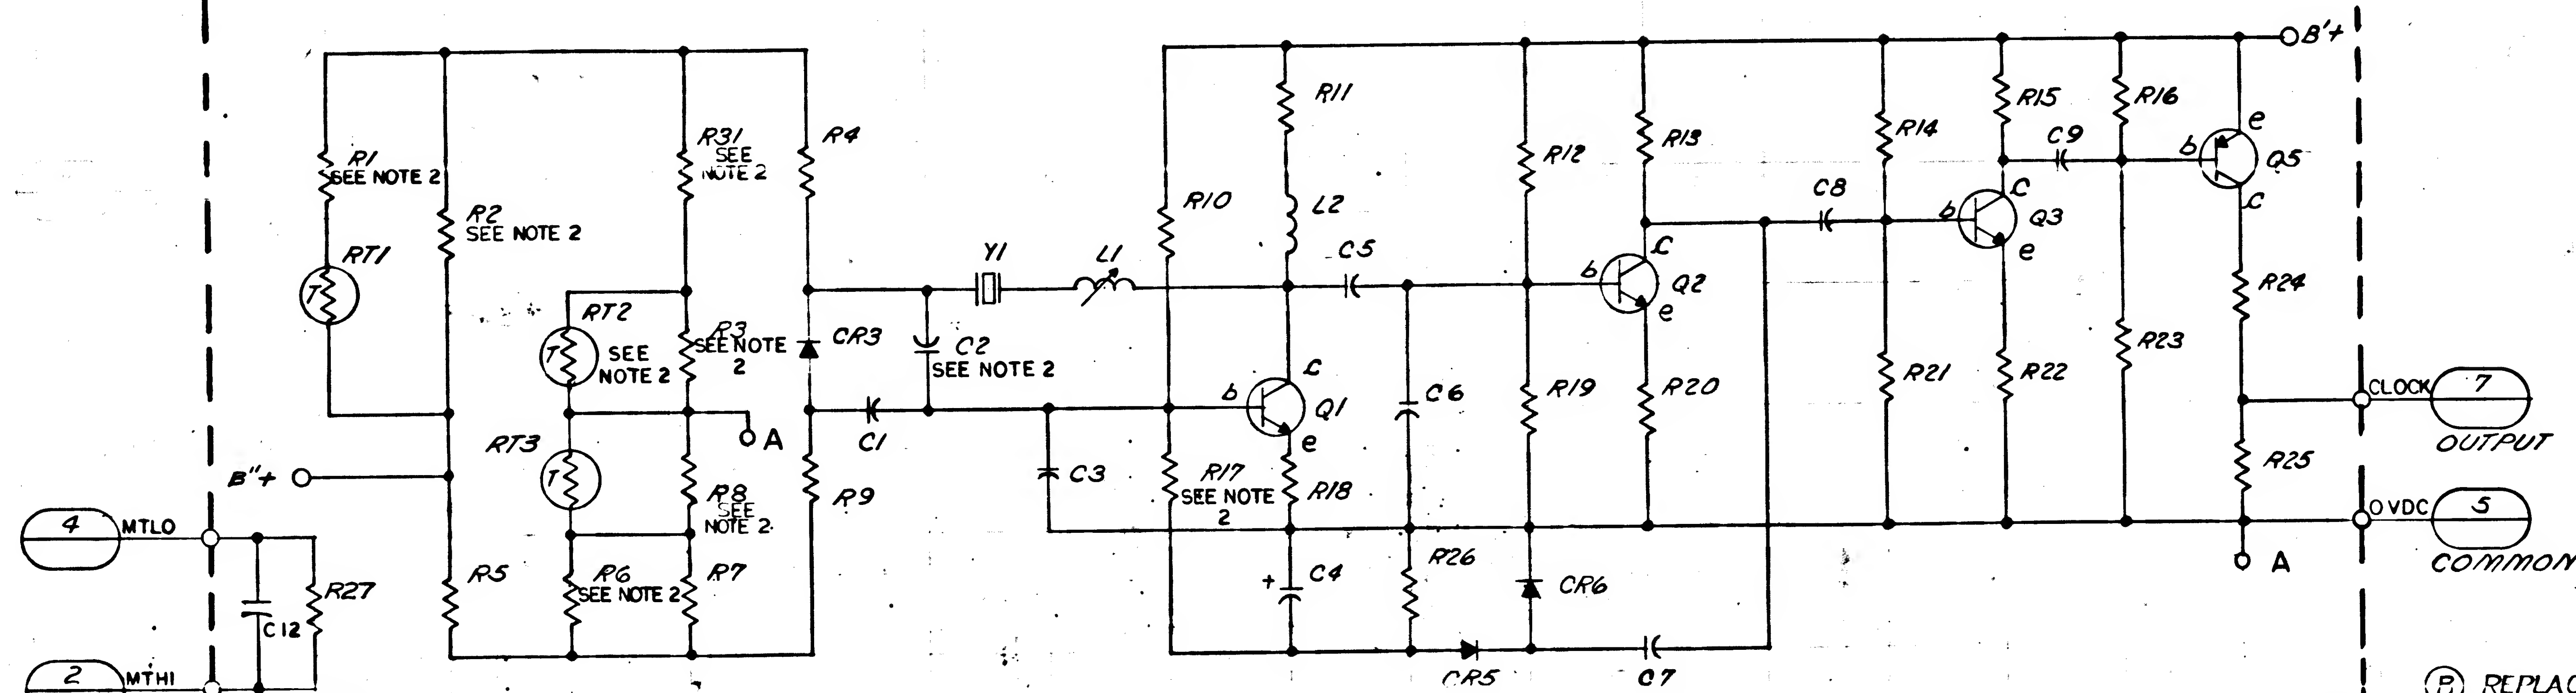 B'+
R11
R31
SEE
NOTE 2
R4
R1
SEE NOTE 2
R12
R13
R14
R15
C9
R16
e
b
Q5
c
R2
SEE NOTE 2
R10
L2
C8
b
c
Q3
e
RT1
T
Y1
L1
C5
b
c
Q2
e
R24
RT2
T
SEE
NOTE 2
R3
SEE NOTE
2
CR3
C2
SEE NOTE 2
R19
R20
R21
R22
R23
CLOCK
7
OUTPUT
c
b
Q1
e
C6
A
C1
RT3
T
B"+
R8
SEE
NOTE 2
R9
C3
R17
SEE NOTE
2
R18
R25
4
MTLO
0 VDC
5
COMMON
A
R27
C12
R5
R6
SEE NOTE 2
R7
+
C4
R26
CR6
CR5
C7
2
MTHI
B